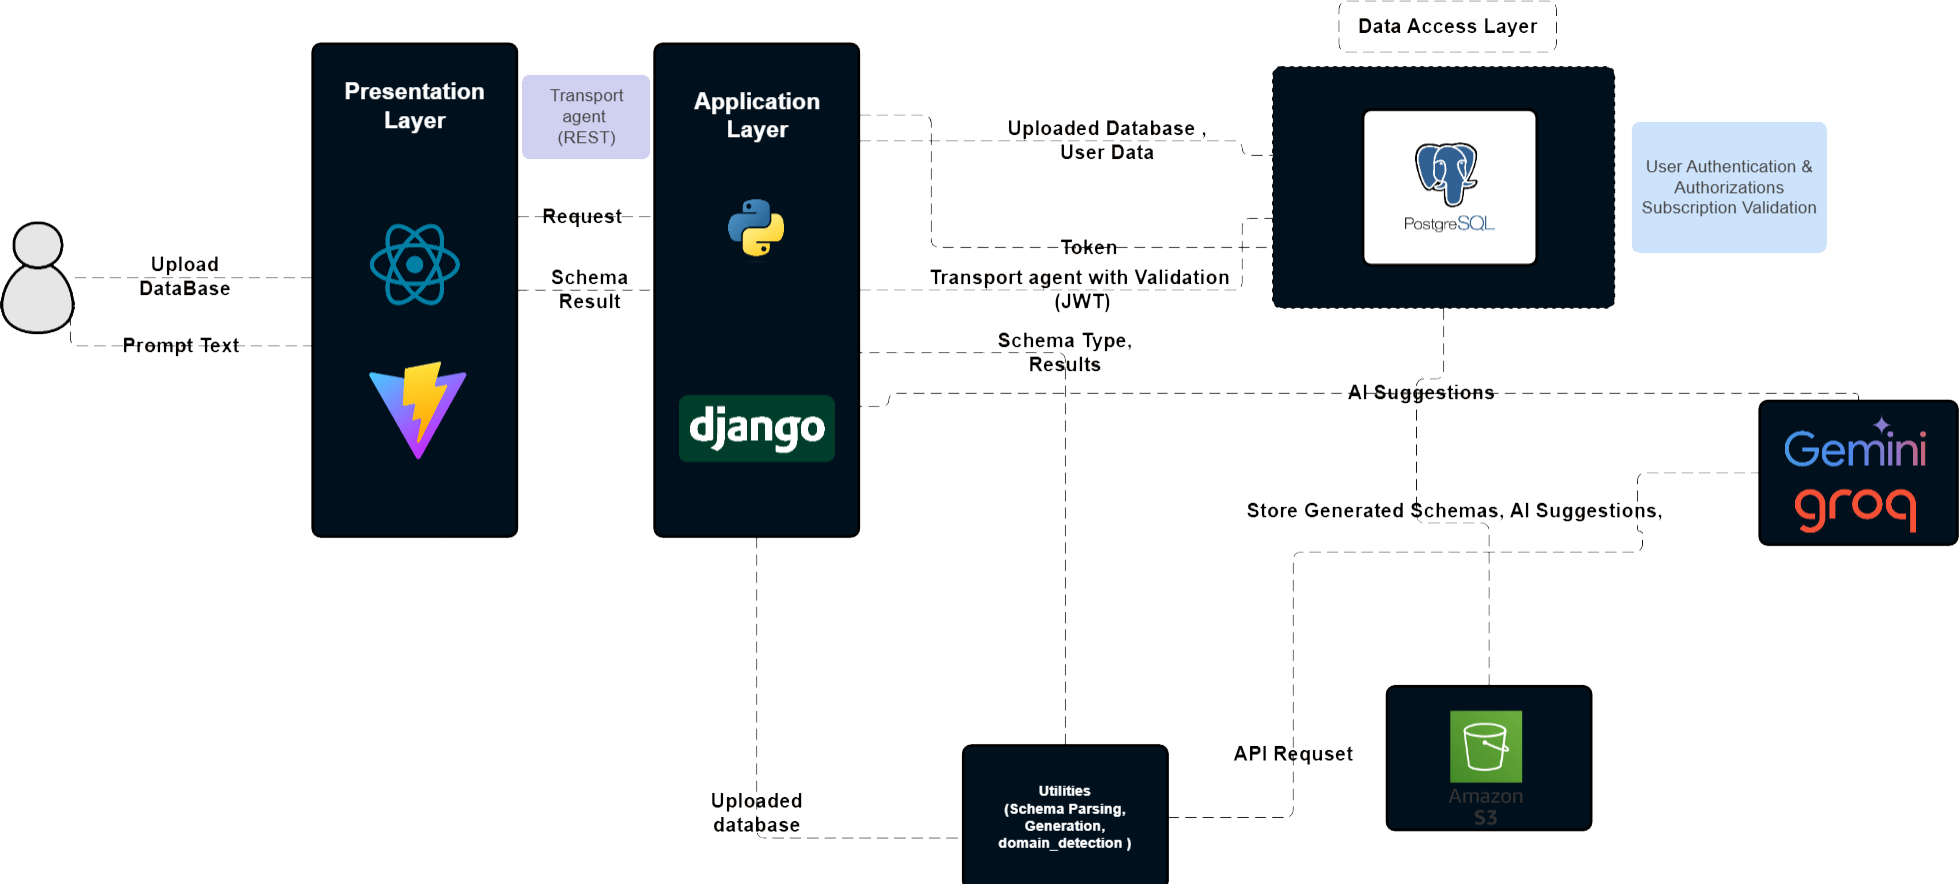 Data Access Layer
Presentation
Layer
Transport
agent
(REST)
Application
Layer
Uploaded Database ,
User Data
PostgreSQL
User Authentication &
Authorizations
Subscription Validation
Request
Token
Upload
DataBase
Schema
Result
Transport agent with Validation
(JWT)
Prompt Text
Schema Type,
Results
AI Suggestions
django
Gemini
groq
Store Generated Schemas, AI Suggestions,
API Requset
Uploaded
database
Utilities
(Schema Parsing,
Generation,
domain_detection )
Amazon
S3